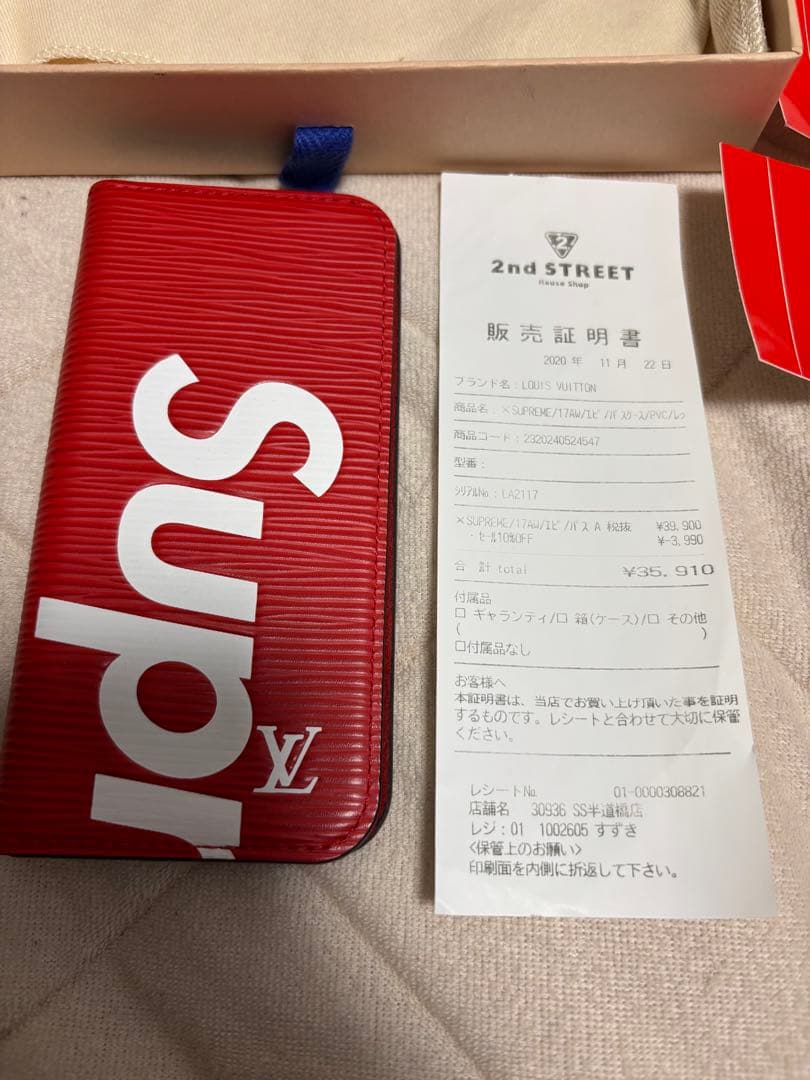 Supr
LV
2
2nd STREET
Reuse Shop
販売証明書
2020 年 11 月 22 日
ブランド名 : LOUIS VUITTON
商品名 : ×SUPREME/17AW/エピ/パスケース/PVC/レッ
商品コード : 2320240524547
型番 :
シリアルNo : LA2117
×SUPREME/17AW/エピ/パス A 税抜 ¥39,900
・セール10%OFF ¥-3,990
合 計 total ¥35,910
付属品
□ ギャランティ/□ 箱(ケース)/□ その他
( )
□付属品なし
お客様へ
本証明書は、当店でお買い上げ頂いた事を証明
するものです。レシートと合わせて大切に保管
ください。
レシートNo. 01-0000308821
店舗名 30936 SS半道橋店
レジ:01 1002605 すずき
<保管上のお願い>
印刷面を内側に折返して下さい。